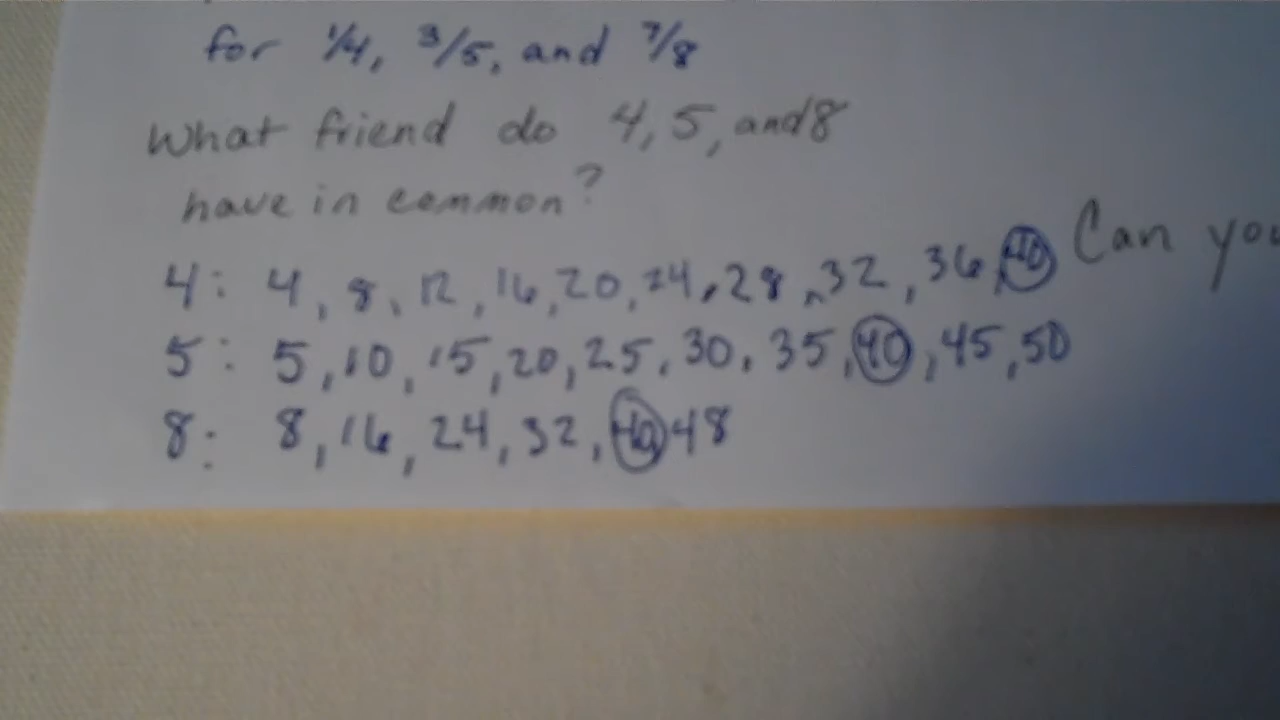 for 1/4, 3/5, and 7/8
What friend do 4, 5, and 8
have in common?
Can you
4: 4, 8, 12, 16, 20, 24, 28, 32, 36, 40
5: 5, 10, 15, 20, 25, 30, 35, 40, 45, 50
8: 8, 16, 24, 32, 40 48